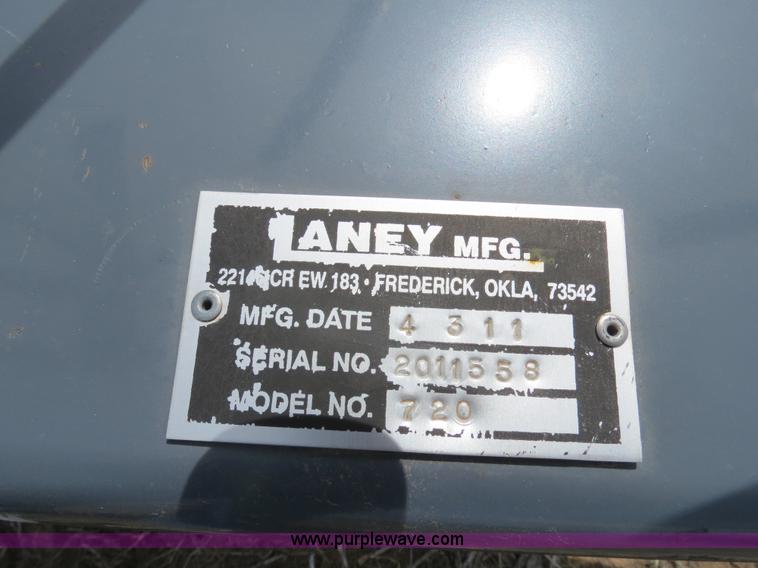 LANEY MFG.
CR EW 183 • FREDERICK, OKLA, 73542
MFG. DATE 4 3 11
SERIAL NO. 2011558
MODEL NO. 720
www.purplewave.com